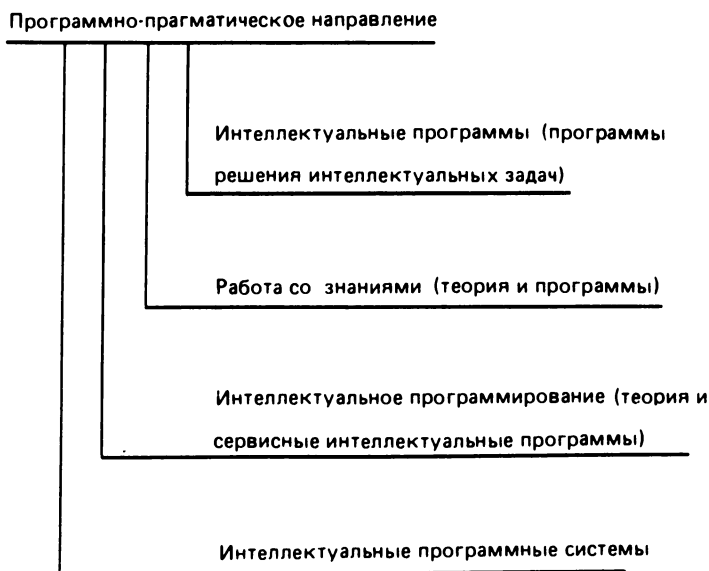 Программно-прагматическое направление
Интеллектуальные программы (программы
решения интеллектуальных задач)
Работа со знаниями (теория и программы)
Интеллектуальное программирование (теория и
сервисные интеллектуальные программы)
Интеллектуальные программные системы